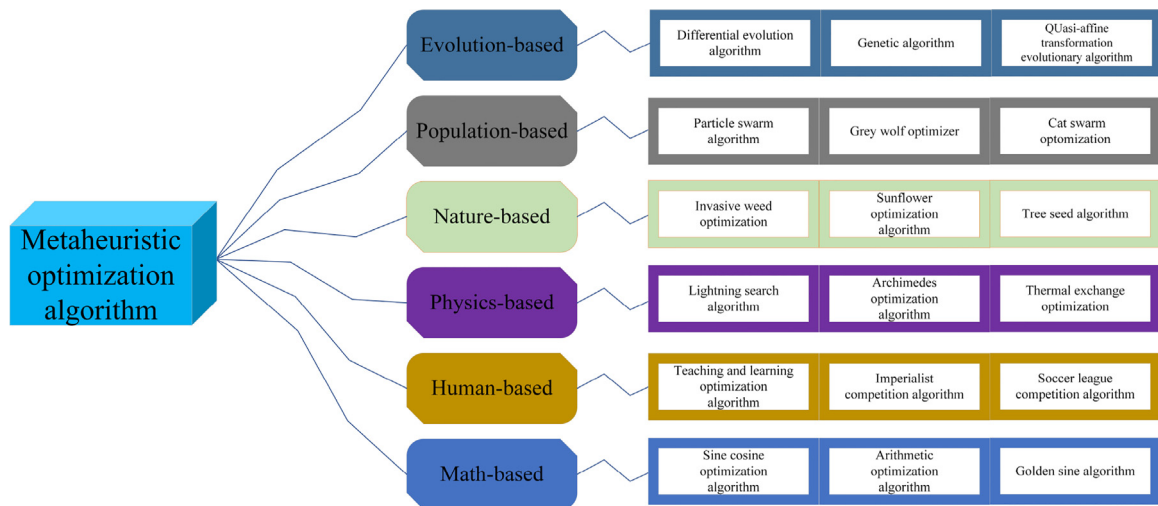 Metaheuristic
optimization
algorithm
Evolution-based
Differential evolution
algorithm
Genetic algorithm
QUasi-affine
transformation
evolutionary algorithm
Population-based
Particle swarm
algorithm
Grey wolf optimizer
Cat swarm
optomization
Nature-based
Invasive weed
optimization
Sunflower
optimization
algorithm
Tree seed algorithm
Physics-based
Lightning search
algorithm
Archimedes
optimization
algorithm
Thermal exchange
optimization
Human-based
Teaching and learning
optimization
algorithm
Imperialist
competition algorithm
Soccer league
competition algorithm
Math-based
Sine cosine
optimization
algorithm
Arithmetic
optimization
algorithm
Golden sine algorithm